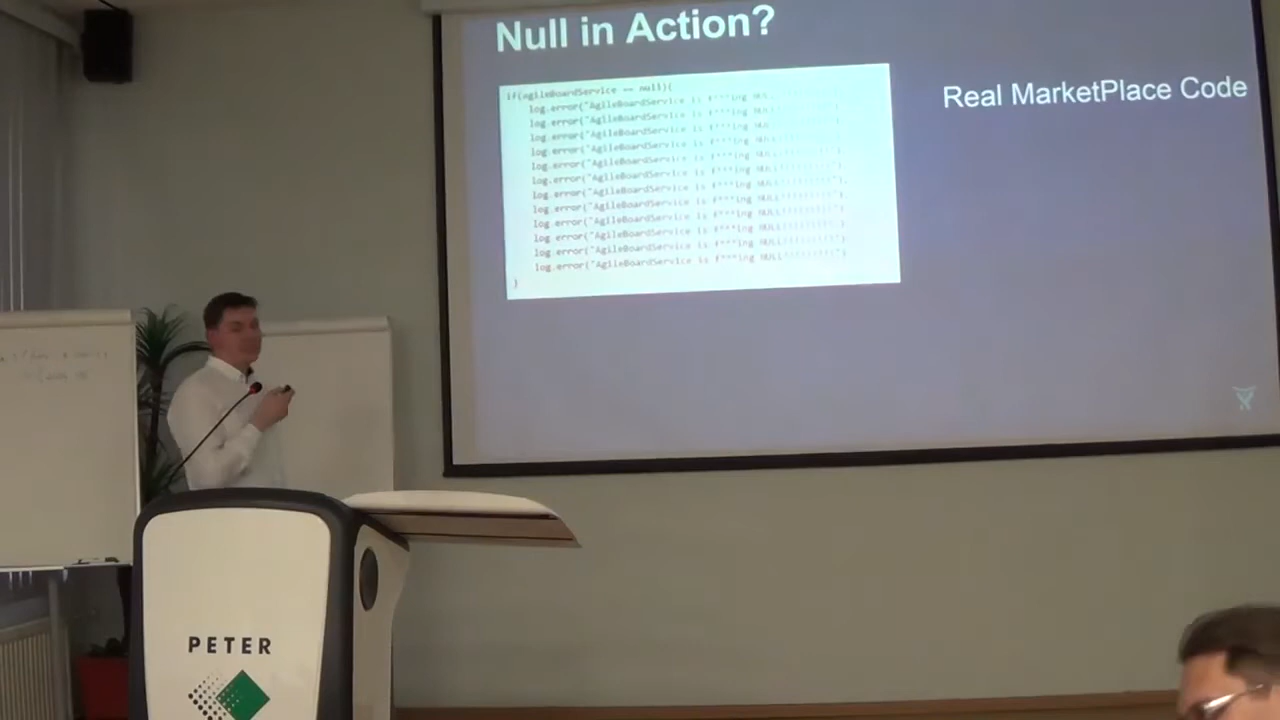 Null in Action?
Real MarketPlace Code
if(agileBoardService == null){
log.error("AgileBoardService is f***ing NULL
log.error("AgileBoardService is f***ing NULL
log.error("AgileBoardService is f***ing NULL
log.error("AgileBoardService is f***ing NULL
log.error("AgileBoardService is f***ing NULL
log.error("AgileBoardService is f***ing NULL
log.error("AgileBoardService is f***ing NULL
log.error("AgileBoardService is f***ing NULL
log.error("AgileBoardService is f***ing NULL
log.error("AgileBoardService is f***ing NULL
log.error("AgileBoardService is f***ing NULL
log.error("AgileBoardService is f***ing NULL
}
PETER